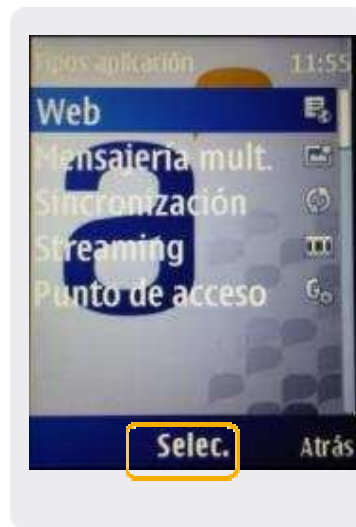 Tipos aplicación 11:55
Web
Mensajería mult.
Sincronización
Streaming
Punto de acceso
Selec. Atrás